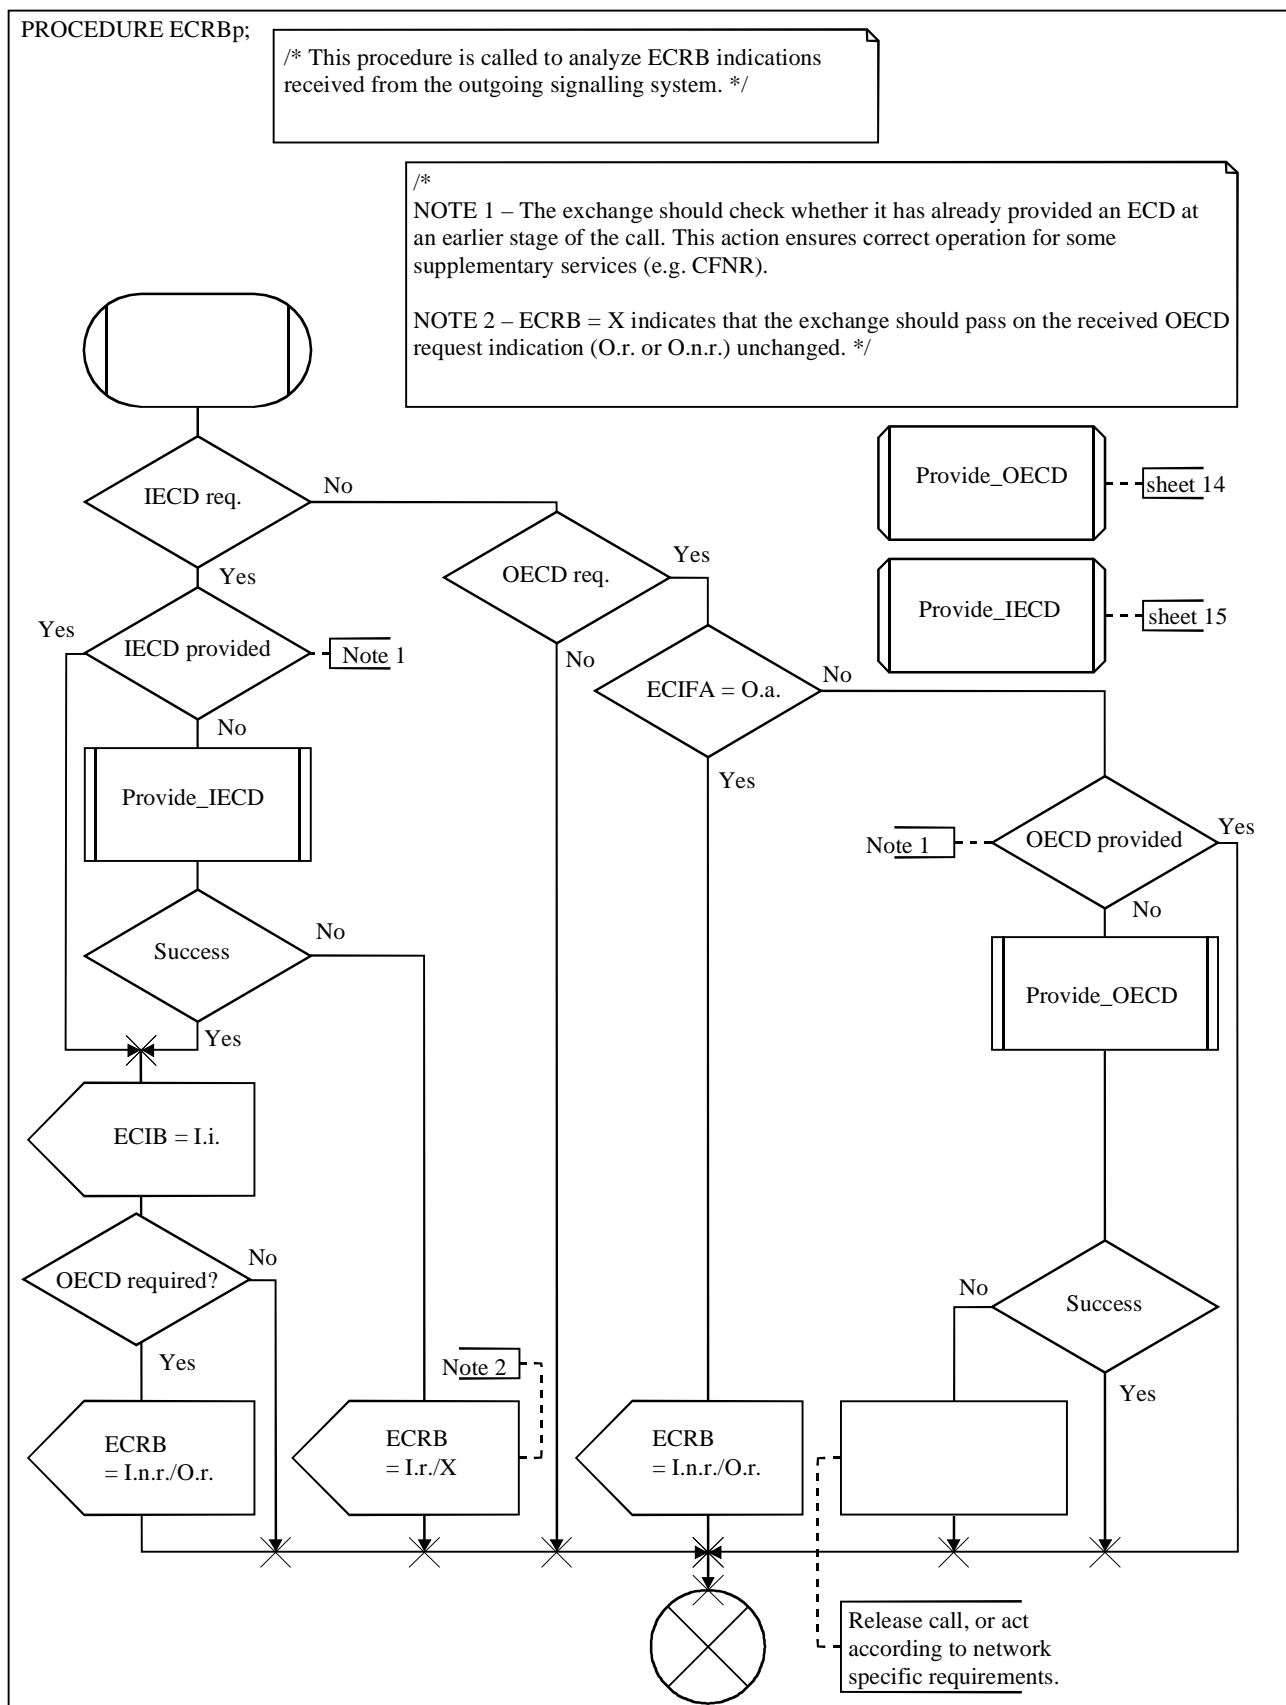 PROCEDURE ECRBp;
/* This procedure is called to analyze ECRB indications
received from the outgoing signalling system. */
/*
NOTE 1 – The exchange should check whether it has already provided an ECD at
an earlier stage of the call. This action ensures correct operation for some
supplementary services (e.g. CFNR).
NOTE 2 – ECRB = X indicates that the exchange should pass on the received OECD
request indication (O.r. or O.n.r.) unchanged. */
Provide_OECD
sheet 14
IECD req.
No
Yes
OECD req.
Yes
No
Provide_IECD
sheet 15
Yes
IECD provided
Note 1
No
ECIFA = O.a.
No
Yes
Provide_IECD
Note 1
OECD provided
Yes
No
Success
No
Yes
Provide_OECD
ECIB = I.i.
OECD required?
No
Yes
No
Success
Yes
Note 2
ECRB
= I.n.r./O.r.
ECRB
= I.r./X
ECRB
= I.n.r./O.r.
Release call, or act
according to network
specific requirements.